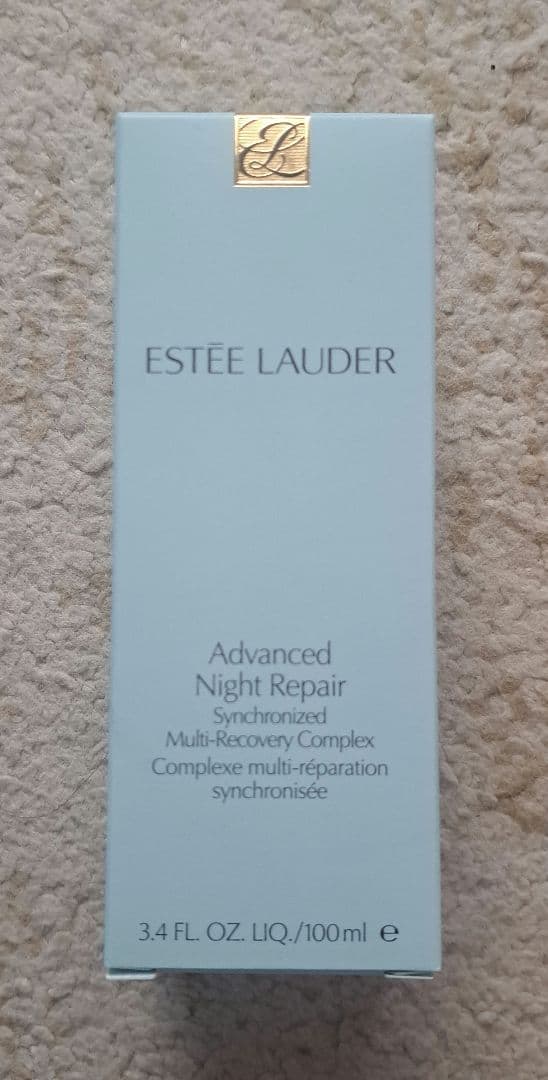 EL
ESTĒE LAUDER
Advanced
Night Repair
Synchronized
Multi-Recovery Complex
Complexe multi-réparation
synchronisée
3.4 FL. OZ. LIQ./100 ml ℮